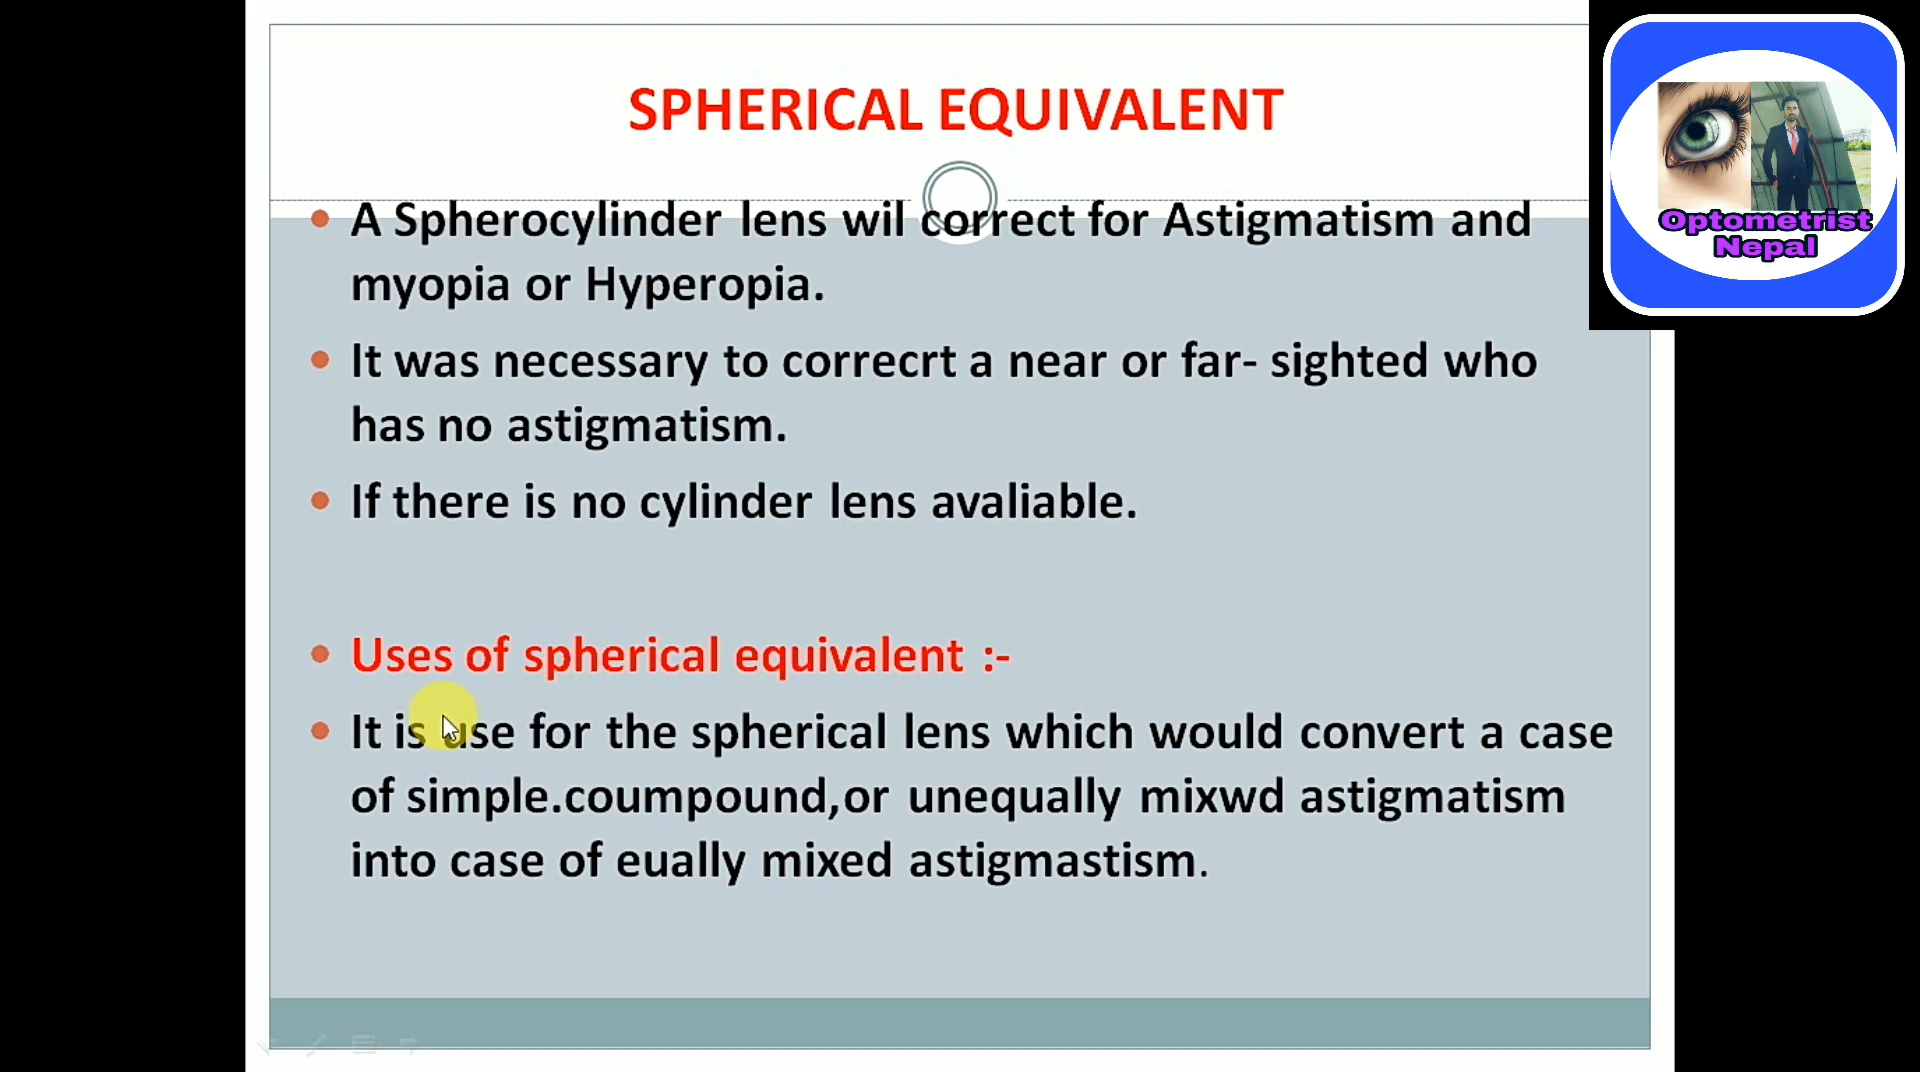 SPHERICAL EQUIVALENT
Optometrist
Nepal
A Spherocylinder lens wil correct for Astigmatism and
myopia or Hyperopia.
It was necessary to correcrt a near or far- sighted who
has no astigmatism.
If there is no cylinder lens avaliable.
Uses of spherical equivalent :-
It is use for the spherical lens which would convert a case
of simple.coumpound,or unequally mixwd astigmatism
into case of eually mixed astigmastism.